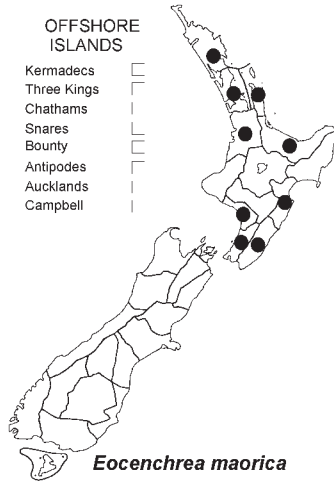 OFFSHORE
ISLANDS
Kermadecs
Three Kings
Chathams
Snares
Bounty
Antipodes
Aucklands
Campbell
Eocenchrea maorica